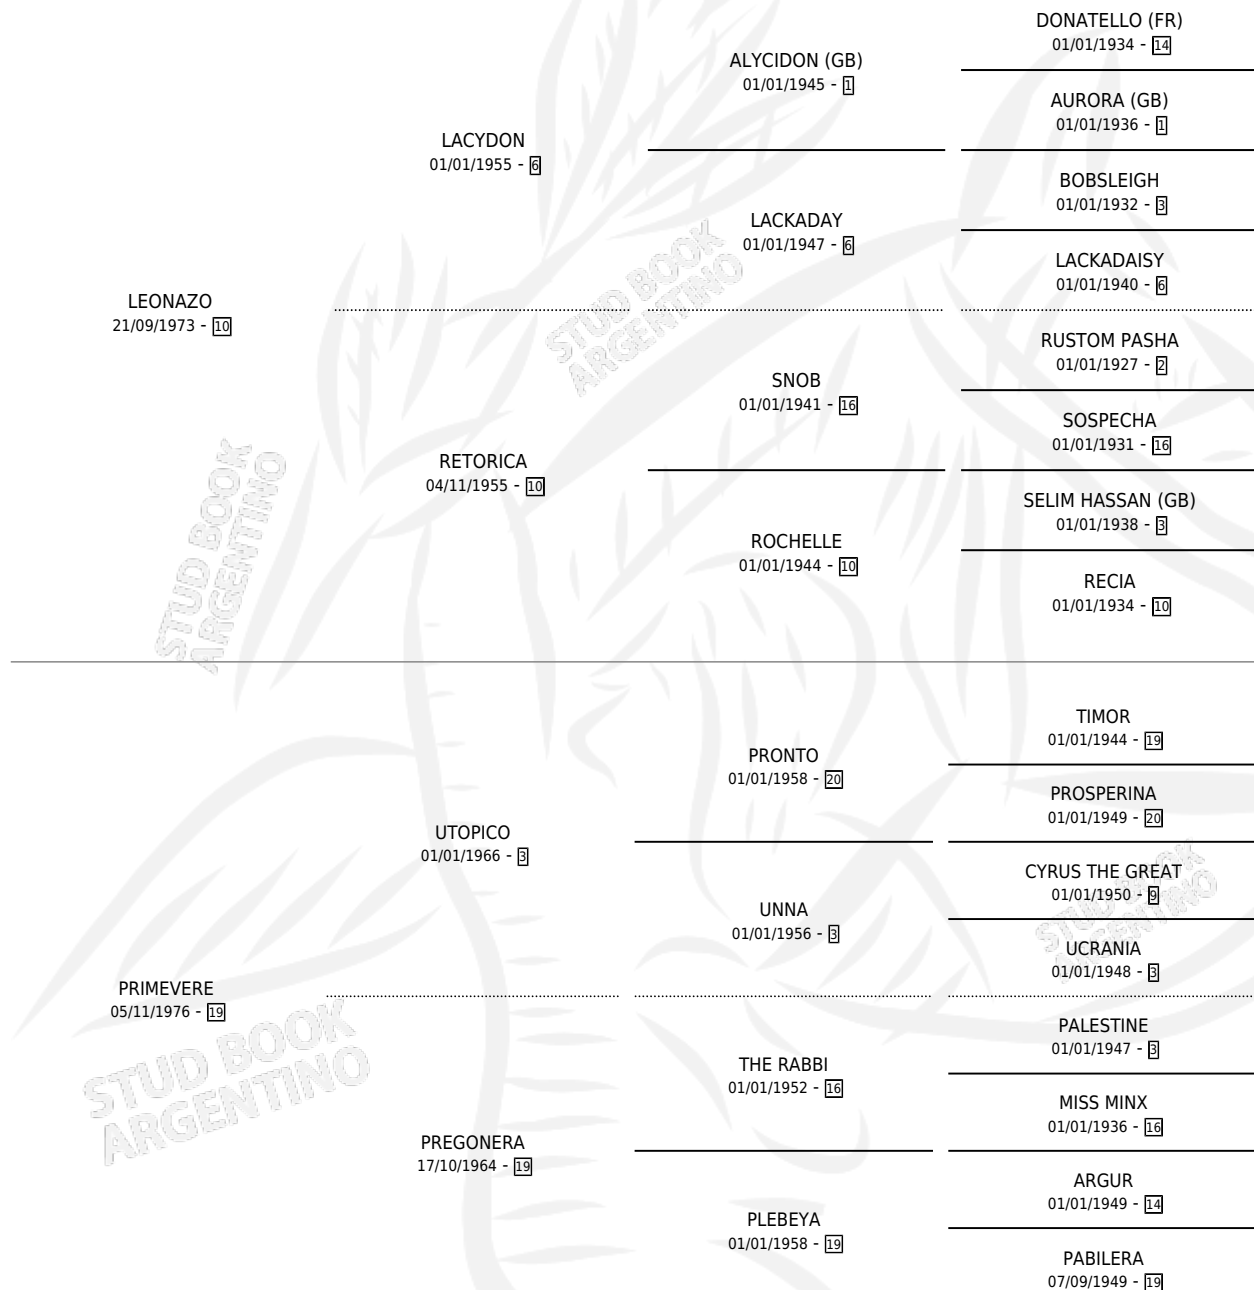 DONATELLO (FR)
01/01/1934 - 14
ALYCIDON (GB)
01/01/1945 - 1
AURORA (GB)
01/01/1936 - 1
LACYDON
01/01/1955 - 6
BOBSLEIGH
01/01/1932 - 3
LACKADAY
01/01/1947 - 6
LACKADAISY
01/01/1940 - 6
LEONAZO
21/09/1973 - 10
STUD BOOK
ARGENTINO
RUSTOM PASHA
01/01/1927 - 2
SNOB
01/01/1941 - 16
SOSPECHA
01/01/1931 - 16
RETORICA
04/11/1955 - 10
SELIM HASSAN (GB)
01/01/1938 - 3
ROCHELLE
01/01/1944 - 10
RECIA
01/01/1934 - 10
STUD BOOK
ARGENTINO
TIMOR
01/01/1944 - 19
PRONTO
01/01/1958 - 20
PROSPERINA
01/01/1949 - 20
UTOPICO
01/01/1966 - 3
CYRUS THE GREAT
01/01/1950 - 9
UNNA
01/01/1956 - 3
UCRANIA
01/01/1948 - 3
STUD BOOK
ARGENTINO
PRIMEVERE
05/11/1976 - 19
PALESTINE
01/01/1947 - 3
THE RABBI
01/01/1952 - 16
MISS MINX
01/01/1936 - 16
PREGONERA
17/10/1964 - 19
ARGUR
01/01/1949 - 14
PLEBEYA
01/01/1958 - 19
PABILERA
07/09/1949 - 19
STUD BOOK
ARGENTINO